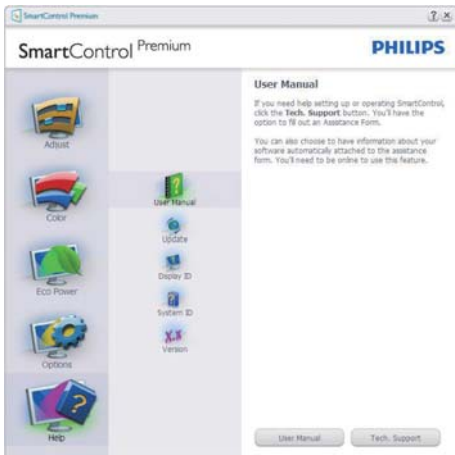 SmartControl Premium
? ×
SmartControl Premium
PHILIPS
Adjust
Color
Eco Power
Options
Help
User Manual
Update
Display ID
System ID
Version
User Manual
If you need help setting up or operating SmartControl,
click the Tech. Support button. You'll have the
option to fill out an Assistance Form.
You can also choose to have information about your
software automatically attached to the assistance
form. You'll need to be online to use this feature.
User Manual
Tech. Support